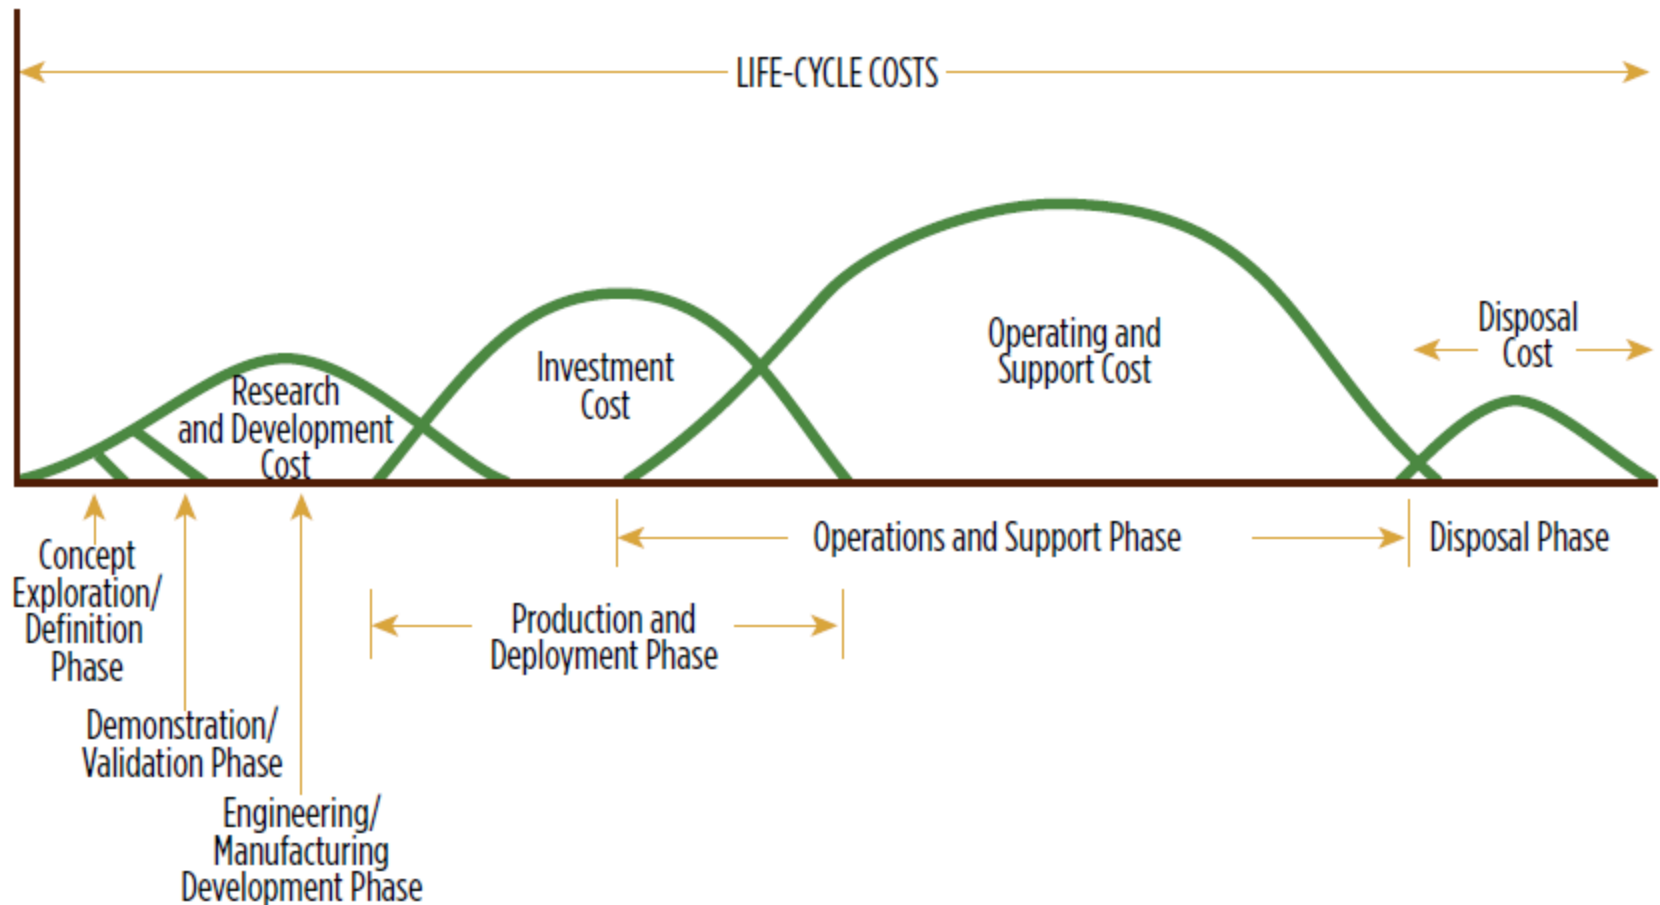 LIFE-CYCLE COSTS
Research
and Development
Cost
Investment
Cost
Operating and
Support Cost
Disposal
Cost
Concept
Exploration/
Definition
Phase
Demonstration/
Validation Phase
Engineering/
Manufacturing
Development Phase
Production and
Deployment Phase
Operations and Support Phase
Disposal Phase